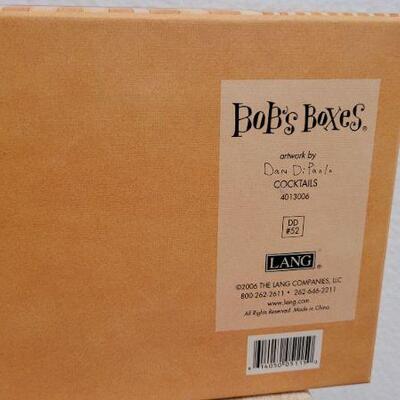 BOB'S BOXES®
artwork by
Dan DiPaolo
COCKTAILS
4013006
DD
#52
LANG®
©2006 THE LANG COMPANIES, LLC
800-262-2611 • 262-646-2211
www.lang.com
All Rights Reserved. Made in China.